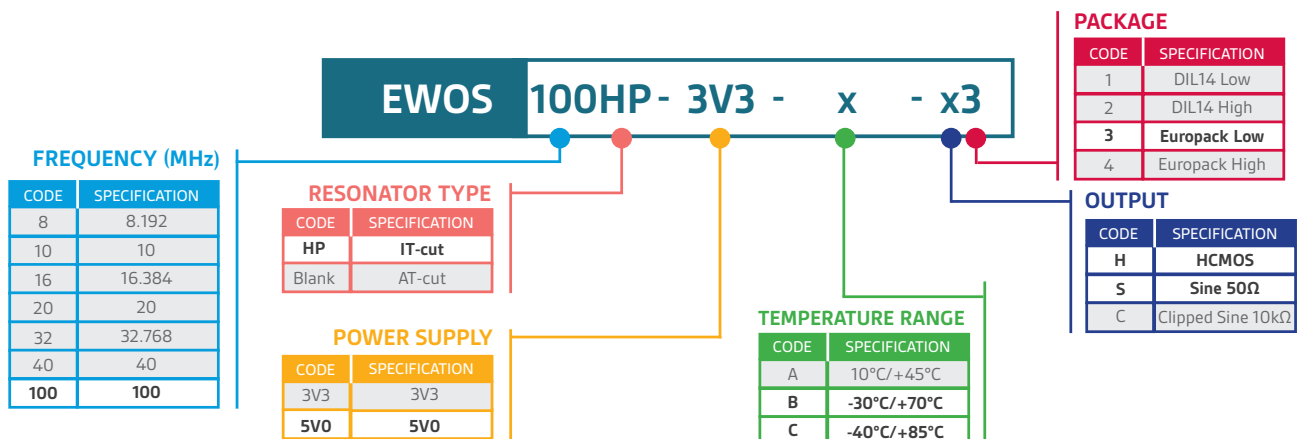 PACKAGE
CODE SPECIFICATION
1 DIL14 Low
2 DIL14 High
3 Europack Low
4 Europack High
EWOS 100HP - 3V3 - x - x3
FREQUENCY (MHz)
CODE SPECIFICATION
8 8.192
10 10
16 16.384
20 20
32 32.768
40 40
100 100
RESONATOR TYPE
CODE SPECIFICATION
HP IT-cut
Blank AT-cut
OUTPUT
CODE SPECIFICATION
H HCMOS
S Sine 50Ω
C Clipped Sine 10kΩ
POWER SUPPLY
CODE SPECIFICATION
3V3 3V3
5V0 5V0
TEMPERATURE RANGE
CODE SPECIFICATION
A 10°C/+45°C
B -30°C/+70°C
C -40°C/+85°C